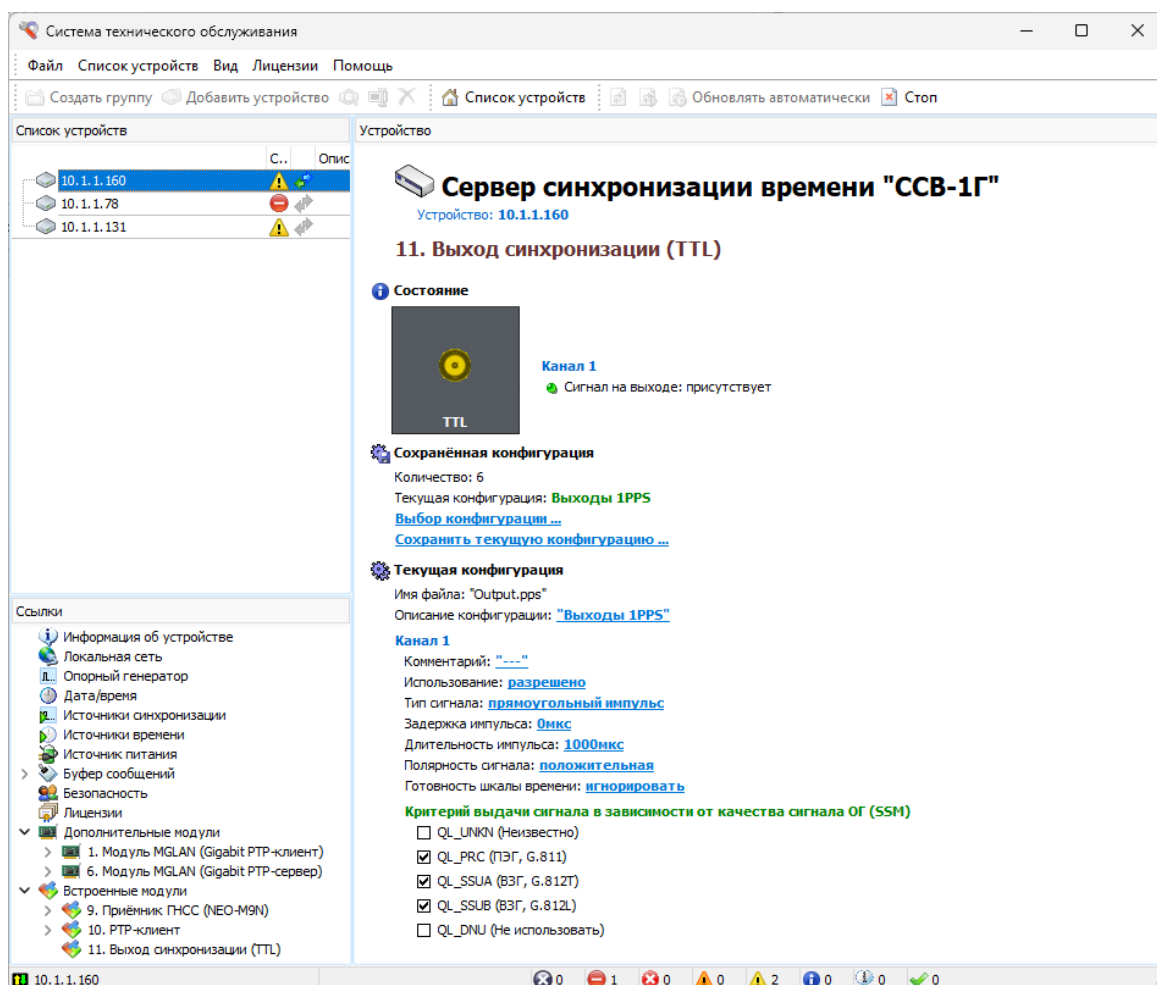 Система технического обслуживания
Файл Список устройств Вид Лицензии Помощь
Создать группу Добавить устройство Список устройств Обновлять автоматически Стоп
Список устройств
С.. Опис
10.1.1.160
10.1.1.78
10.1.1.131
Ссылки
Информация об устройстве
Локальная сеть
Опорный генератор
Дата/время
Источники синхронизации
Источники времени
Источник питания
Буфер сообщений
Безопасность
Лицензии
Дополнительные модули
1. Модуль MGLAN (Gigabit PTP-клиент)
6. Модуль MGLAN (Gigabit PTP-сервер)
Встроенные модули
9. Приёмник ГНСС (NEO-M9N)
10. PTP-клиент
11. Выход синхронизации (TTL)
Устройство
Сервер синхронизации времени "ССВ-1Г"
Устройство: 10.1.1.160
11. Выход синхронизации (TTL)
Состояние
TTL
Канал 1
Сигнал на выходе: присутствует
Сохранённая конфигурация
Количество: 6
Текущая конфигурация: Выходы 1PPS
Выбор конфигурации ...
Сохранить текущую конфигурацию ...
Текущая конфигурация
Имя файла: "Output.pps"
Описание конфигурации: "Выходы 1PPS"
Канал 1
Комментарий: "---"
Использование: разрешено
Тип сигнала: прямоугольный импульс
Задержка импульса: 0мкс
Длительность импульса: 1000мкс
Полярность сигнала: положительная
Готовность шкалы времени: игнорировать
Критерий выдачи сигнала в зависимости от качества сигнала ОГ (SSM)
QL_UNKN (Неизвестно)
QL_PRC (ПЭГ, G.811)
QL_SSUA (ВЗГ, G.812T)
QL_SSUB (ВЗГ, G.812L)
QL_DNU (Не использовать)
10.1.1.160 0 1 0 0 2 0 0 0